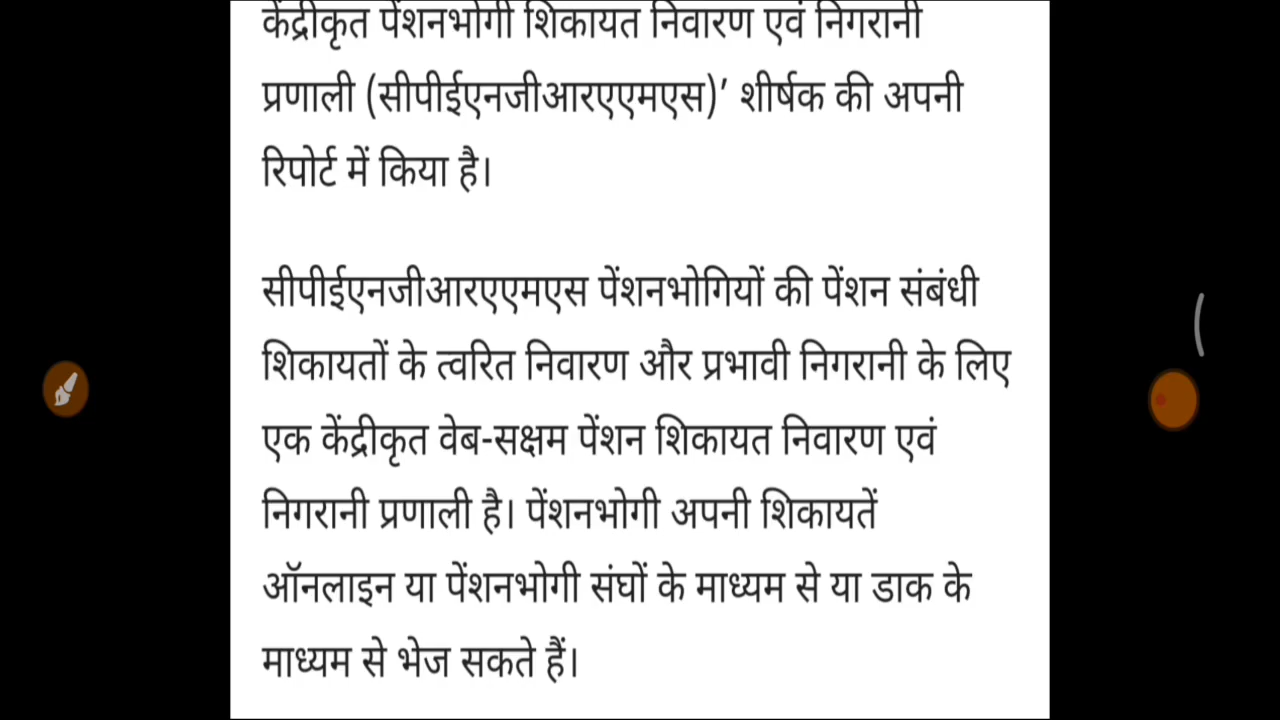 केंद्रीकृत पेंशनभोगी शिकायत निवारण एवं निगरानी
प्रणाली (सीपीईएनजीआरएएमएस)’ शीर्षक की अपनी
रिपोर्ट में किया है।
सीपीईएनजीआरएएमएस पेंशनभोगियों की पेंशन संबंधी
शिकायतों के त्वरित निवारण और प्रभावी निगरानी के लिए
एक केंद्रीकृत वेब-सक्षम पेंशन शिकायत निवारण एवं
निगरानी प्रणाली है। पेंशनभोगी अपनी शिकायतें
ऑनलाइन या पेंशनभोगी संघों के माध्यम से या डाक के
माध्यम से भेज सकते हैं।